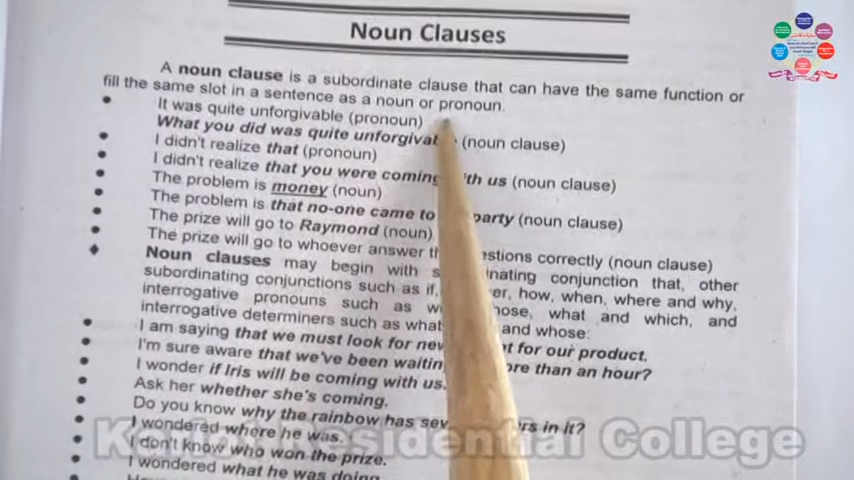 Noun Clauses
A noun clause is a subordinate clause that can have the same function or
fill the same slot in a sentence as a noun or pronoun.
It was quite unforgivable (pronoun)
What you did was quite (noun clause)
I didn't realize that (pronoun)
I didn't realize that you were coming us (noun clause)
The problem is money (noun)
The problem is that no-one came to party (noun clause)
The prize will go to Raymond (noun)
The prize will go to whoever answer correctly (noun clause)
Noun clauses may begin with conjunction that, other
subordinating conjunctions such as if, how, when, where and why,
interrogative pronouns such as what and which, and
interrogative determiners such as what and whose:
I am saying that we must look for for our product.
I'm sure aware that we've been than an hour?
I wonder if Iris will be coming with us.
Ask her whether she's coming.
Do you know why the rainbow has in it?
I wondered where he was.
I don't know who won the prize.
I wondered what he was doing.
Residential College